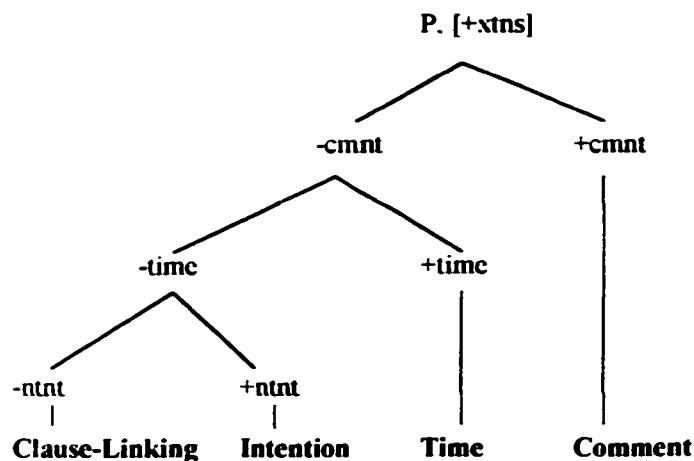 P. [+xtns]
-cmnt +cmnt
-time +time
-ntnt +ntnt
Clause-Linking Intention Time Comment